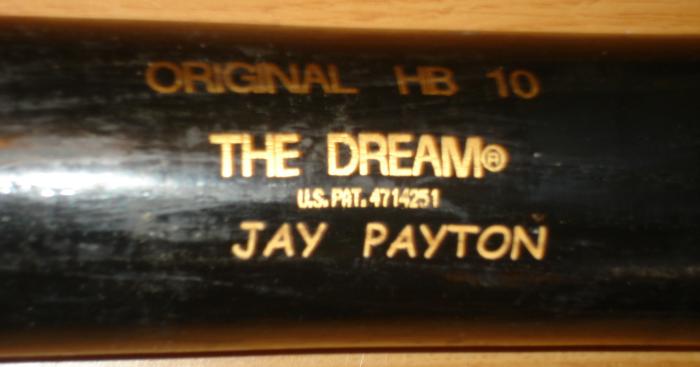 ORIGINAL HB 10
THE DREAM®
U.S. PAT. 4714251
JAY PAYTON